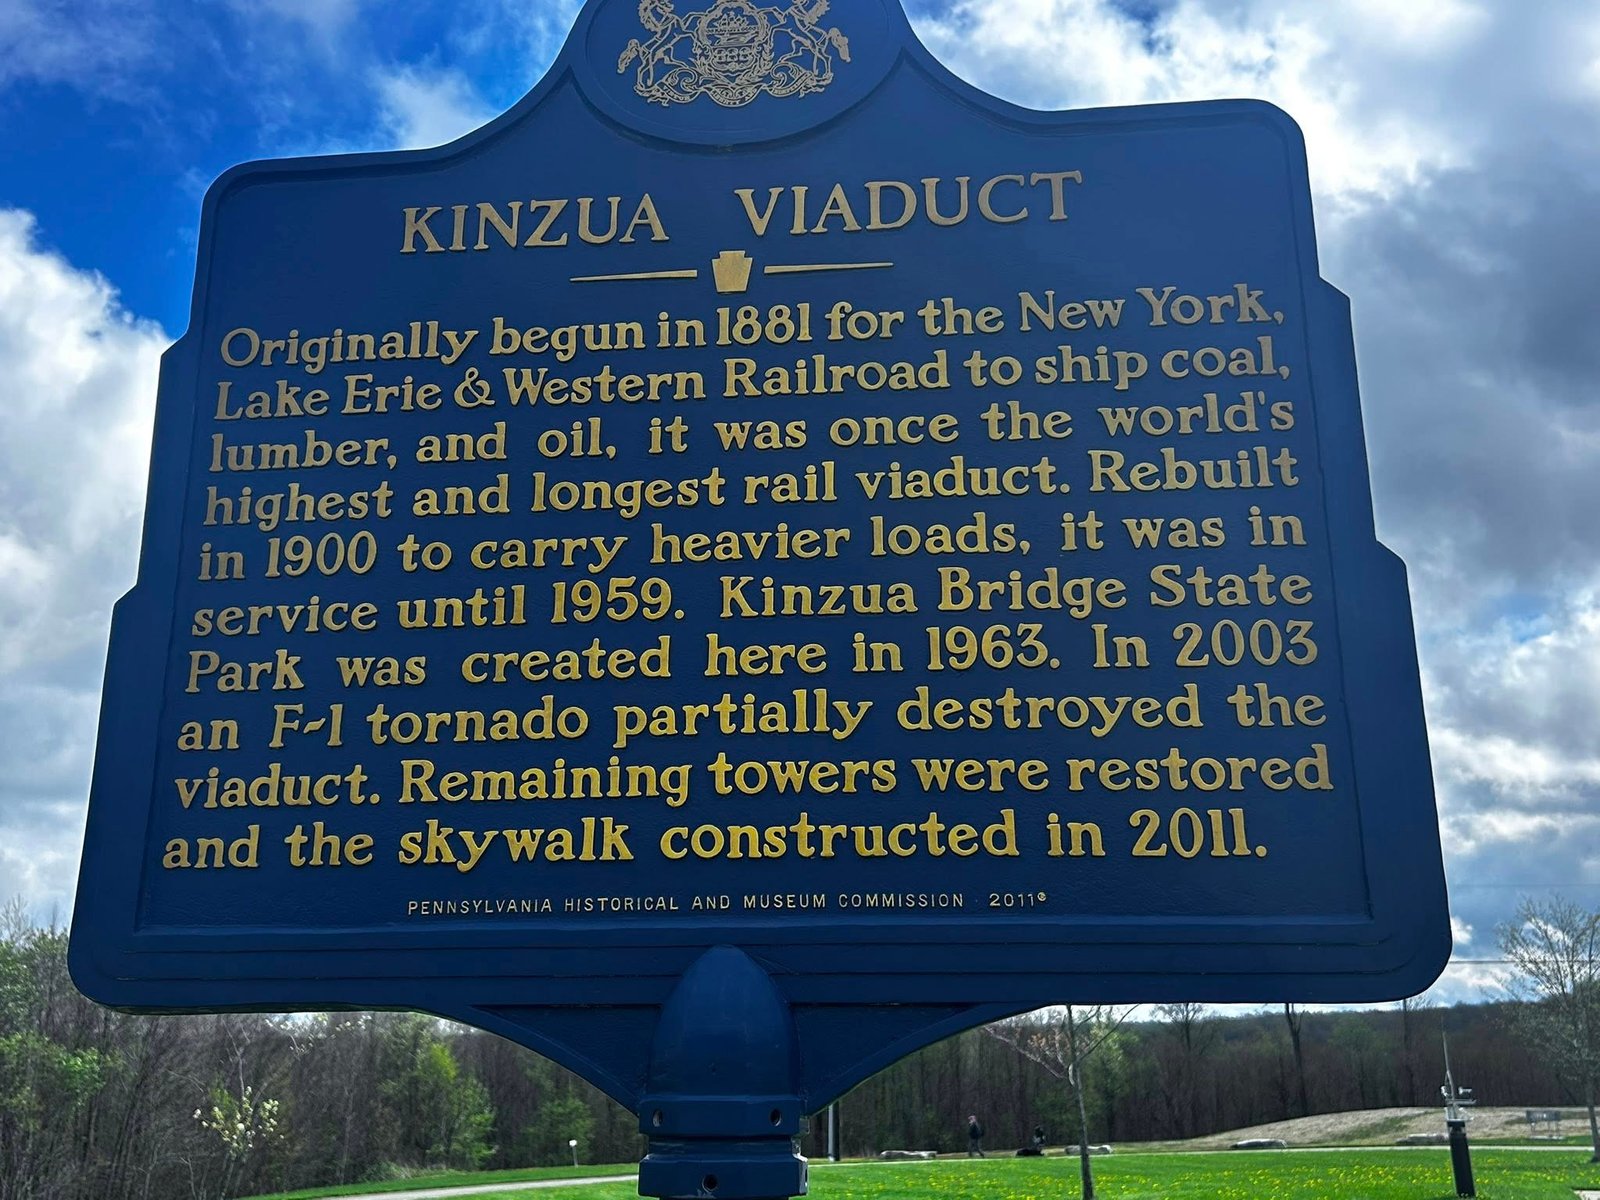 KINZUA VIADUCT
Originally begun in 1881 for the New York,
Lake Erie & Western Railroad to ship coal,
lumber, and oil, it was once the world's
highest and longest rail viaduct. Rebuilt
in 1900 to carry heavier loads, it was in
service until 1959. Kinzua Bridge State
Park was created here in 1963. In 2003
an F-1 tornado partially destroyed the
viaduct. Remaining towers were restored
and the skywalk constructed in 2011.
PENNSYLVANIA HISTORICAL AND MUSEUM COMMISSION · 2011®